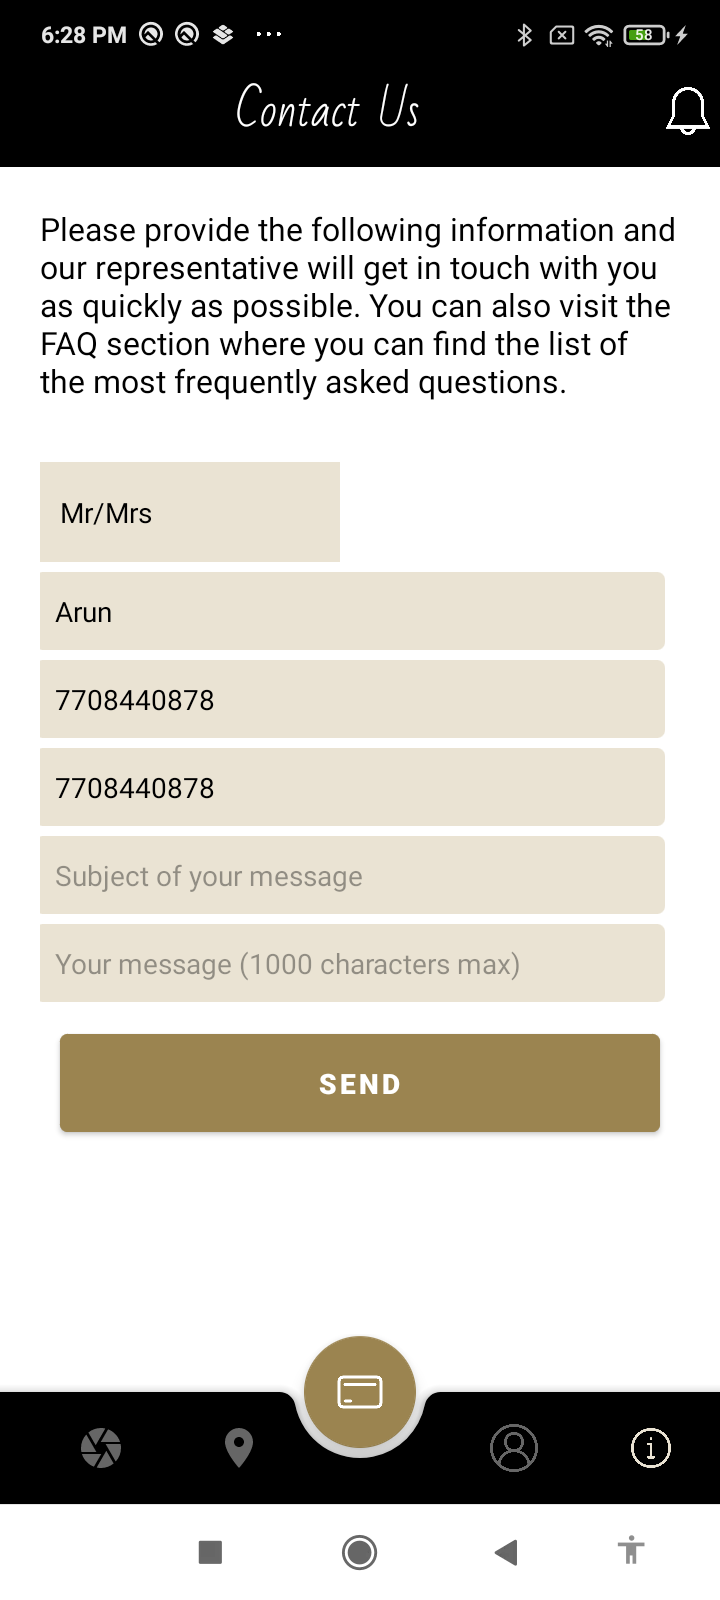 6:28 PM
58
Contact Us
Please provide the following information and
our representative will get in touch with you
as quickly as possible. You can also visit the
FAQ section where you can find the list of
the most frequently asked questions.
Mr/Mrs
Arun
7708440878
7708440878
Subject of your message
Your message (1000 characters max)
SEND